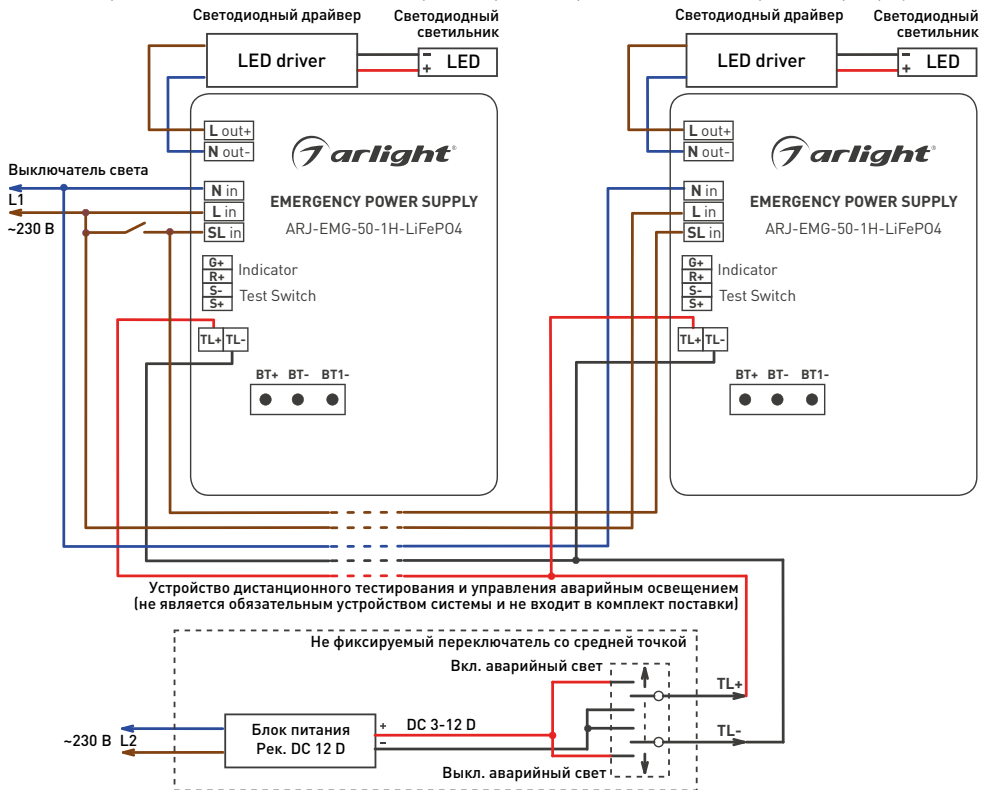 Светодиодный драйвер
Светодиодный светильник
LED driver
− LED
+
L out+
N out-
arlight®
Выключатель света
L1
~230 В
N in
L in
SL in
EMERGENCY POWER SUPPLY
ARJ-EMG-50-1H-LiFePO4
G+
R+
Indicator
S-
S+
Test Switch
TL+ TL-
BT+ BT- BT1-
Светодиодный драйвер
Светодиодный светильник
LED driver
− LED
+
L out+
N out-
arlight®
N in
L in
SL in
EMERGENCY POWER SUPPLY
ARJ-EMG-50-1H-LiFePO4
G+
R+
Indicator
S-
S+
Test Switch
TL+ TL-
BT+ BT- BT1-
Устройство дистанционного тестирования и управления аварийным освещением
(не является обязательным устройством системы и не входит в комплект поставки)
Не фиксируемый переключатель со средней точкой
Вкл. аварийный свет
TL+
TL-
~230 В L2
Блок питания
Рек. DC 12 D
+
−
DC 3-12 D
Выкл. аварийный свет